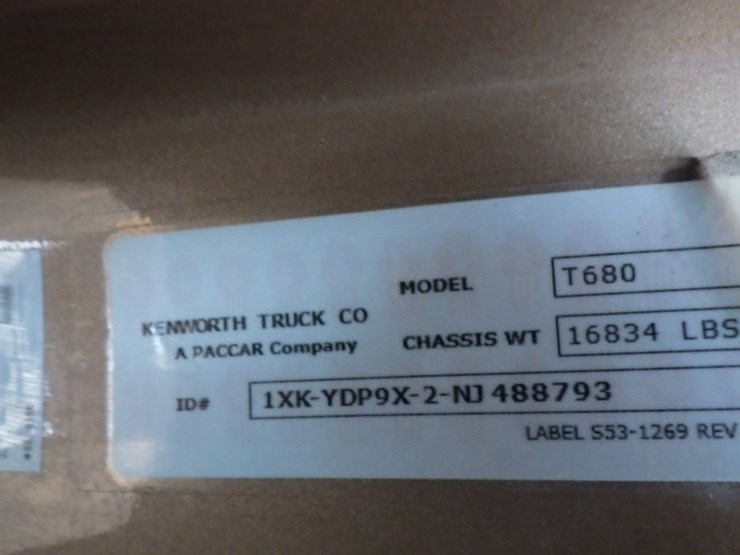 MODEL T680
KENWORTH TRUCK CO
A PACCAR Company
CHASSIS WT 16834 LBS
ID# 1XK-YDP9X-2-NJ 488793
LABEL S53-1269 REV